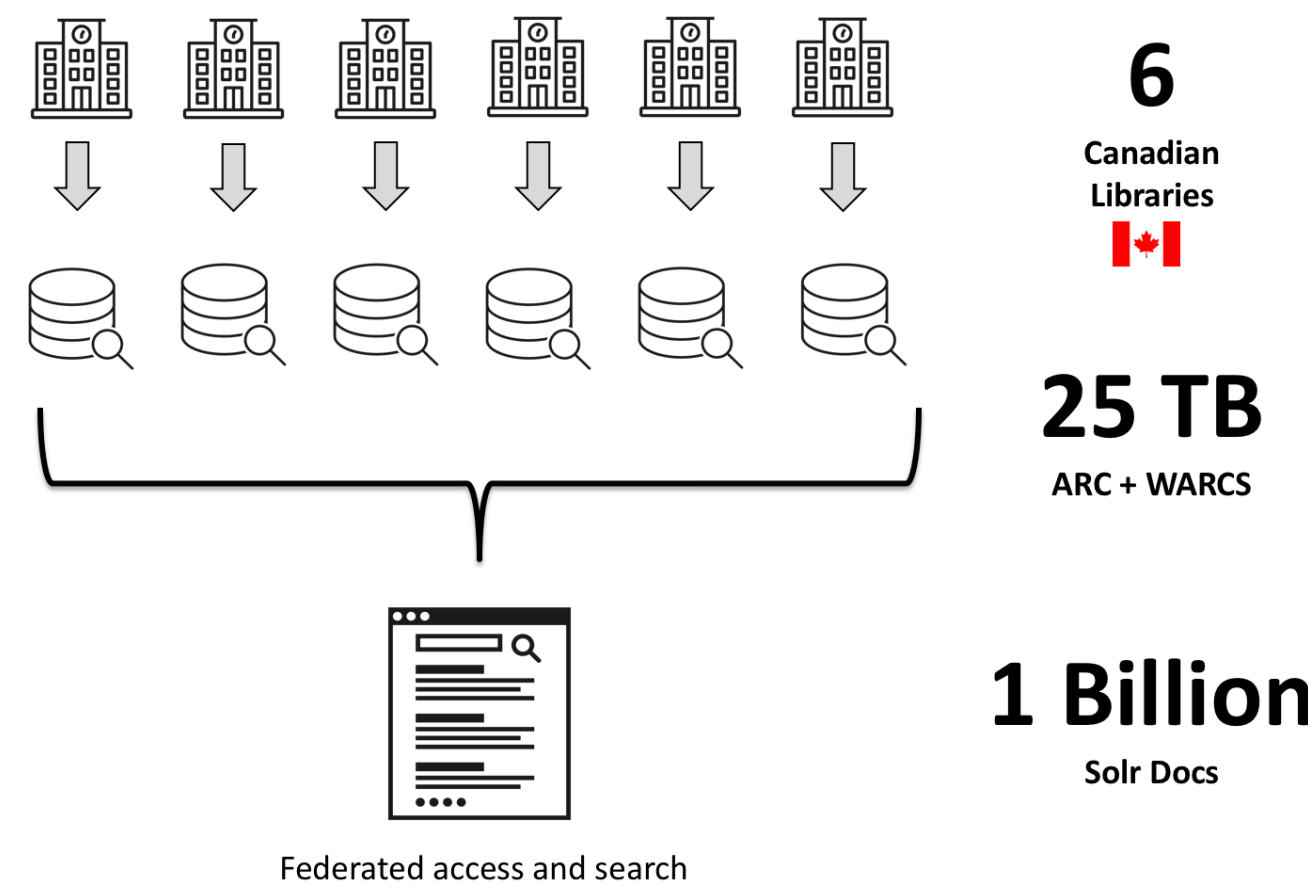 6
Canadian
Libraries
25 TB
ARC + WARCS
1 Billion
Solr Docs
Federated access and search